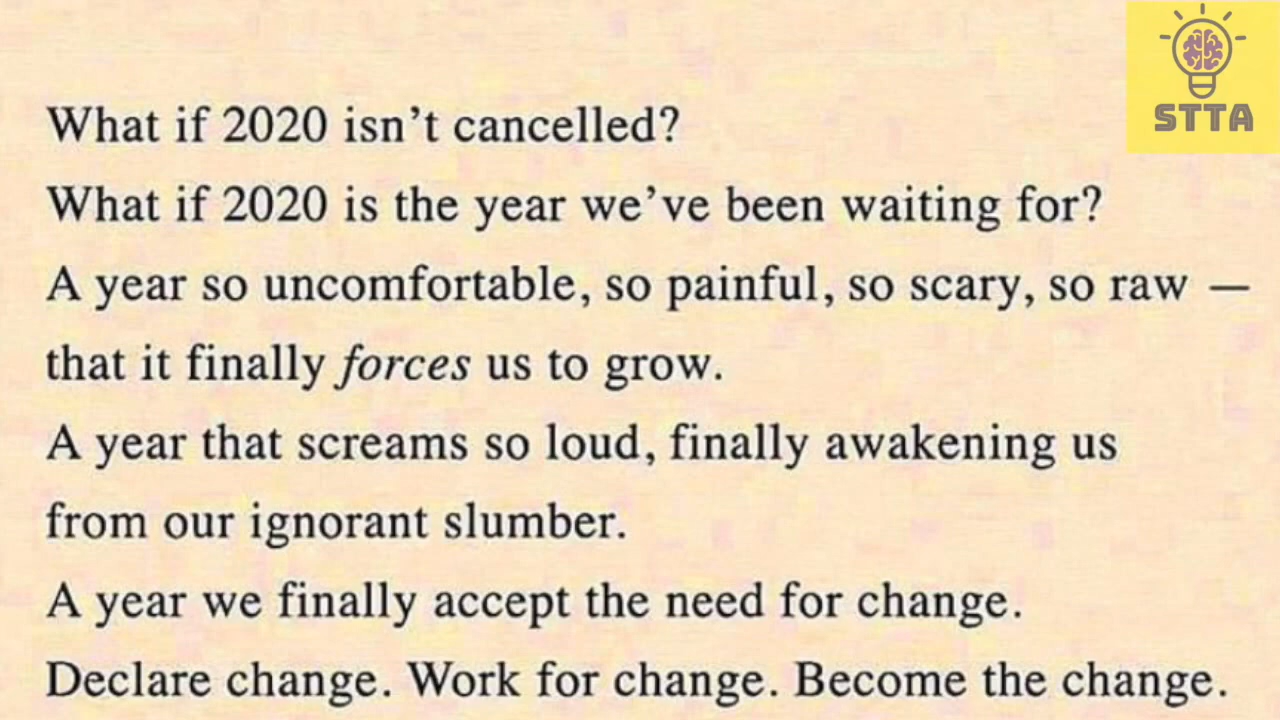 What if 2020 isn’t cancelled?
What if 2020 is the year we’ve been waiting for?
A year so uncomfortable, so painful, so scary, so raw —
that it finally forces us to grow.
A year that screams so loud, finally awakening us
from our ignorant slumber.
A year we finally accept the need for change.
Declare change. Work for change. Become the change.
STTA